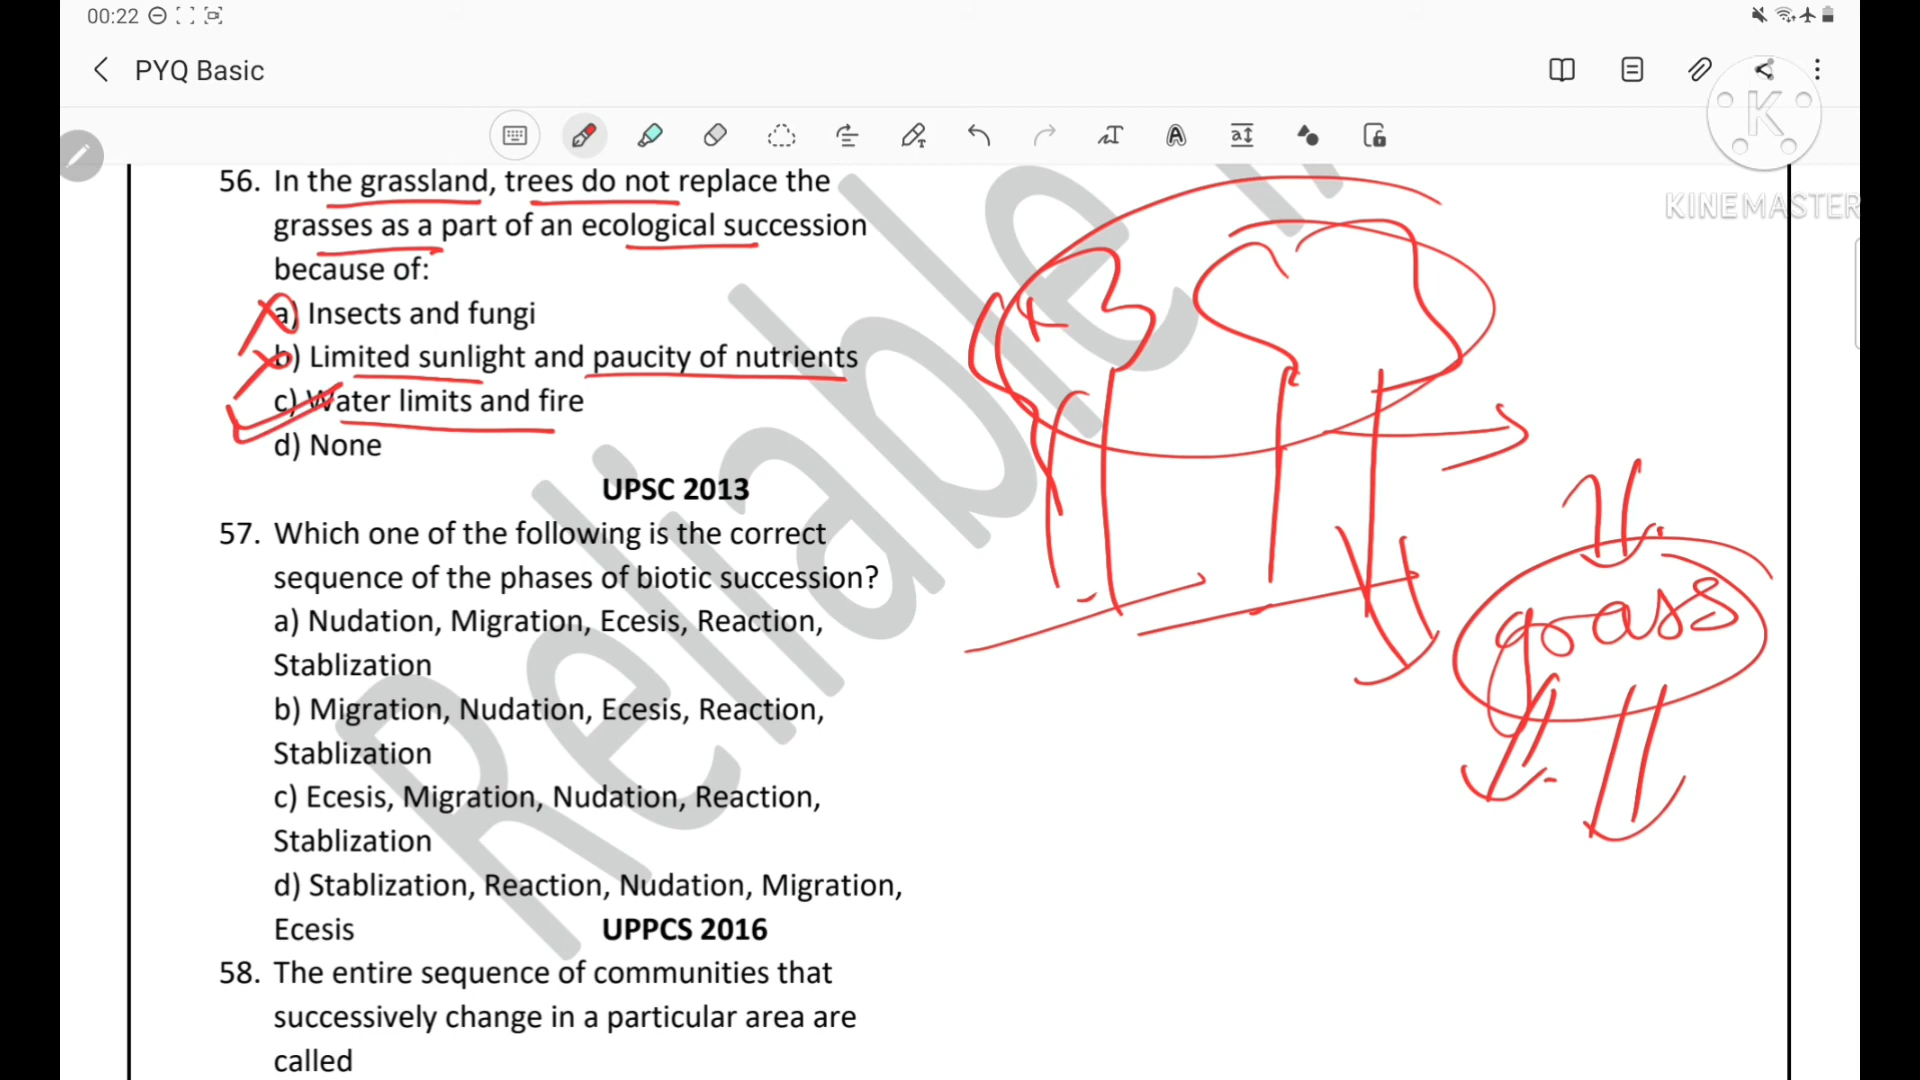 00:22
PYQ Basic
K
KINEMASTER
56. In the grassland, trees do not replace the
grasses as a part of an ecological succession
because of:
a) Insects and fungi
b) Limited sunlight and paucity of nutrients
c) Water limits and fire
d) None
UPSC 2013
57. Which one of the following is the correct
sequence of the phases of biotic succession?
a) Nudation, Migration, Ecesis, Reaction,
Stablization
b) Migration, Nudation, Ecesis, Reaction,
Stablization
c) Ecesis, Migration, Nudation, Reaction,
Stablization
d) Stablization, Reaction, Nudation, Migration,
Ecesis UPPCS 2016
58. The entire sequence of communities that
successively change in a particular area are
called
grass
Reliable